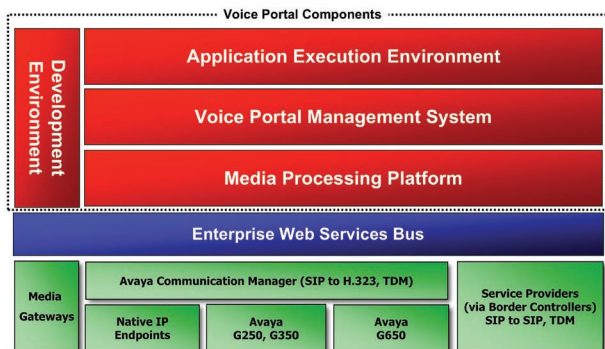 Voice Portal Components
Development
Environment
Application Execution Environment
Voice Portal Management System
Media Processing Platform
Enterprise Web Services Bus
Media
Gateways
Avaya Communication Manager (SIP to H.323, TDM)
Native IP
Endpoints
Avaya
G250, G350
Avaya
G650
Service Providers
(via Border Controllers)
SIP to SIP, TDM